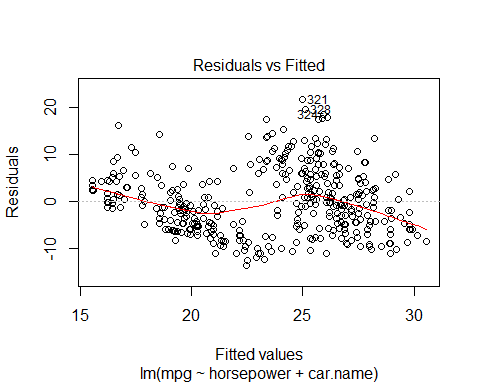 Residuals vs Fitted
Residuals
20
10
0
-10
321
328
324
15
20
25
30
Fitted values
lm(mpg ~ horsepower + car.name)